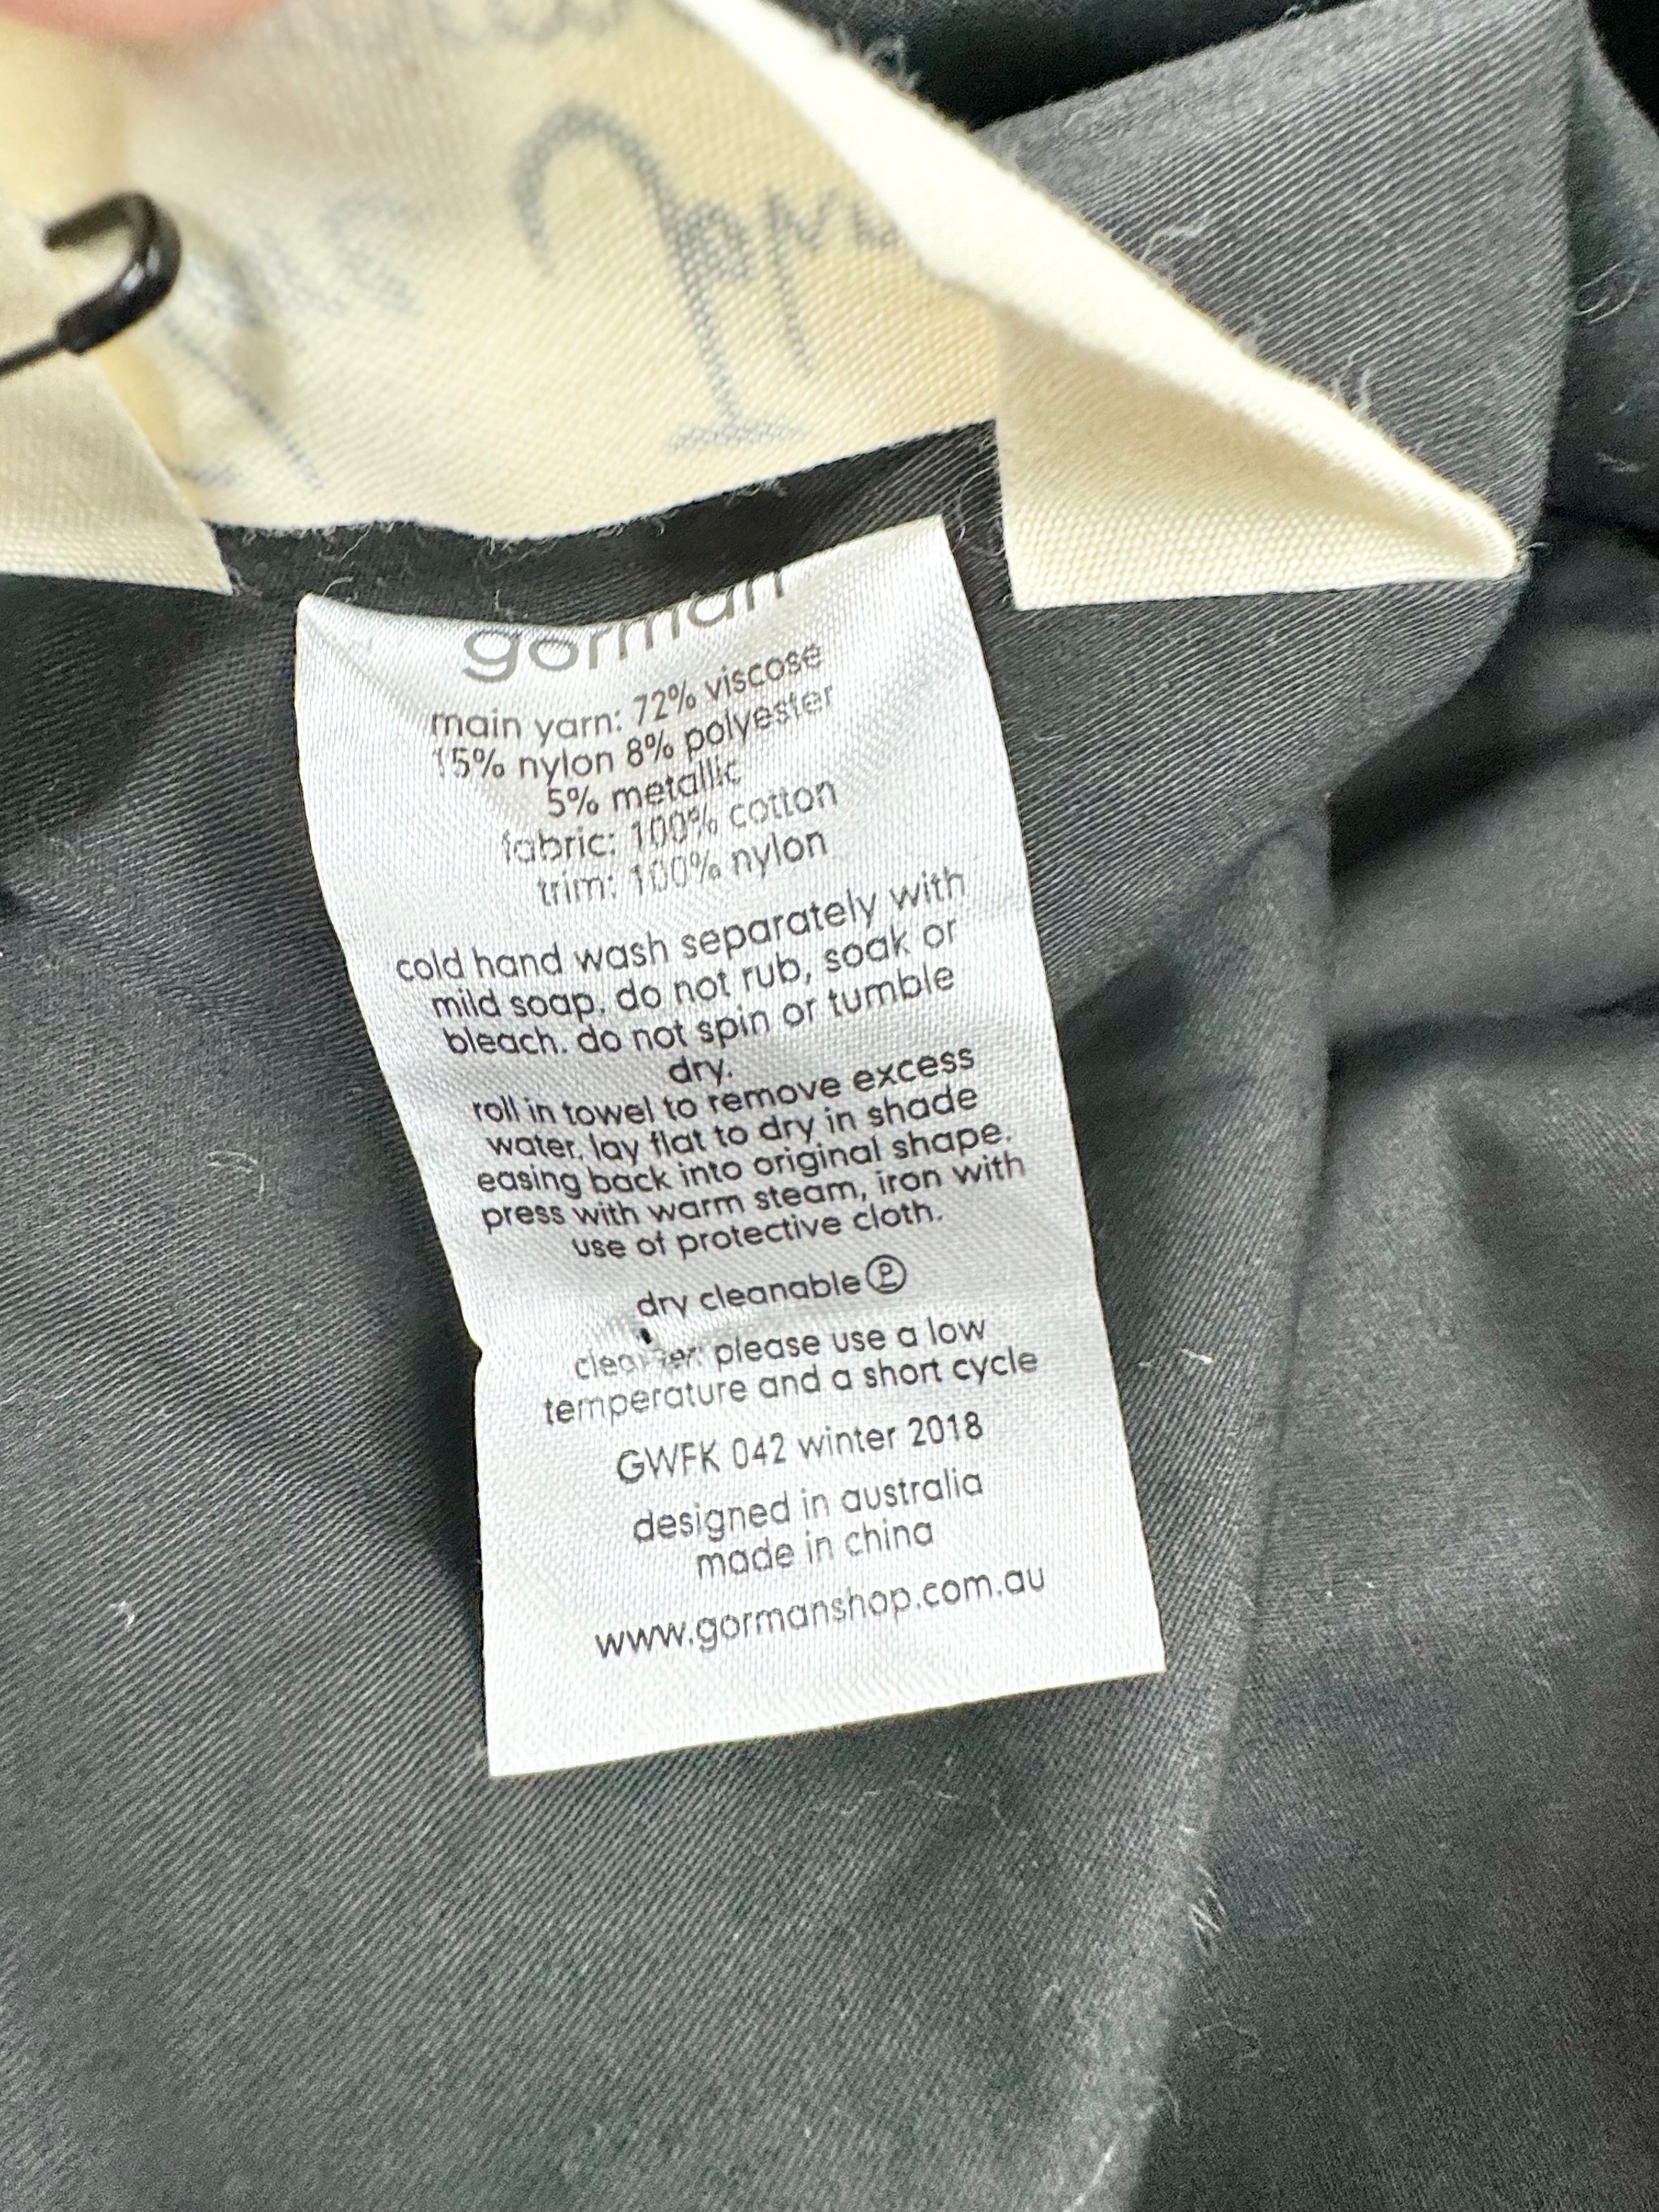 gorman
main yarn: 72% viscose
15% nylon 8% polyester
5% metallic
fabric: 100% cotton
trim: 100% nylon
cold hand wash separately with
mild soap. do not rub, soak or
bleach. do not spin or tumble
dry.
roll in towel to remove excess
water. lay flat to dry in shade
easing back into original shape.
press with warm steam, iron with
use of protective cloth.
dry cleanable Ⓟ
please use a low
temperature and a short cycle
GWFK 042 winter 2018
designed in australia
made in china
www.gormanshop.com.au